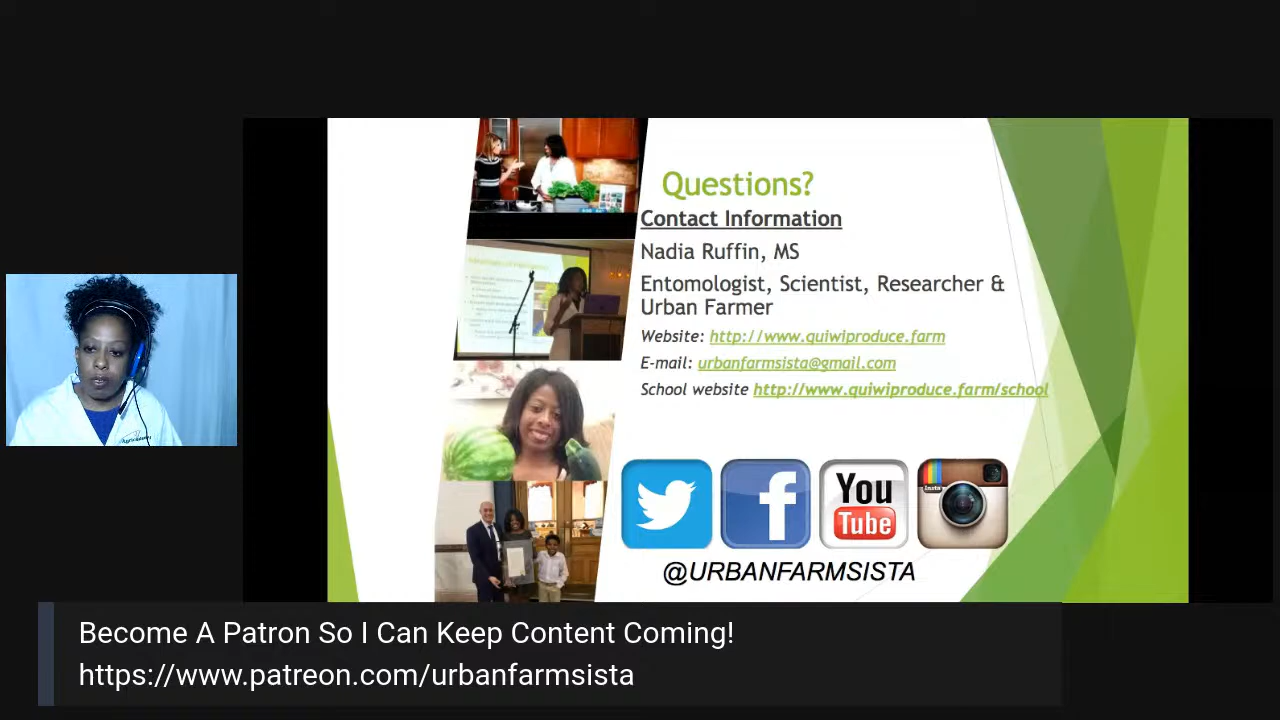 Questions?
Contact Information
Nadia Ruffin, MS
Entomologist, Scientist, Researcher &
Urban Farmer
Website: http://www.quiwiproduce.farm
E-mail: urbanfarmsista@gmail.com
School website http://www.quiwiproduce.farm/school
You
Tube
Insta
@URBANFARMSISTA
Become A Patron So I Can Keep Content Coming!
https://www.patreon.com/urbanfarmsista